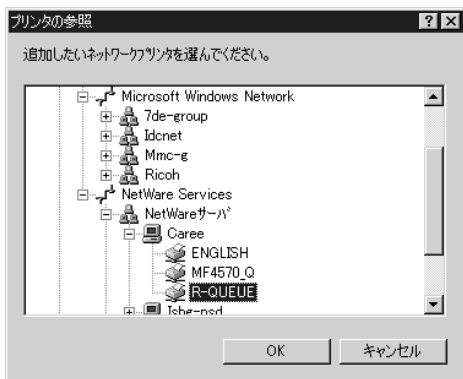 プリンタの参照
追加したいネットワークプリンタを選んでください。
Microsoft Windows Network
7de-group
Idcnet
Mmc-g
Ricoh
NetWare Services
NetWareサーバ
Caree
ENGLISH
MF4570_Q
R-QUEUE
Isbg-psd
OK
キャンセル